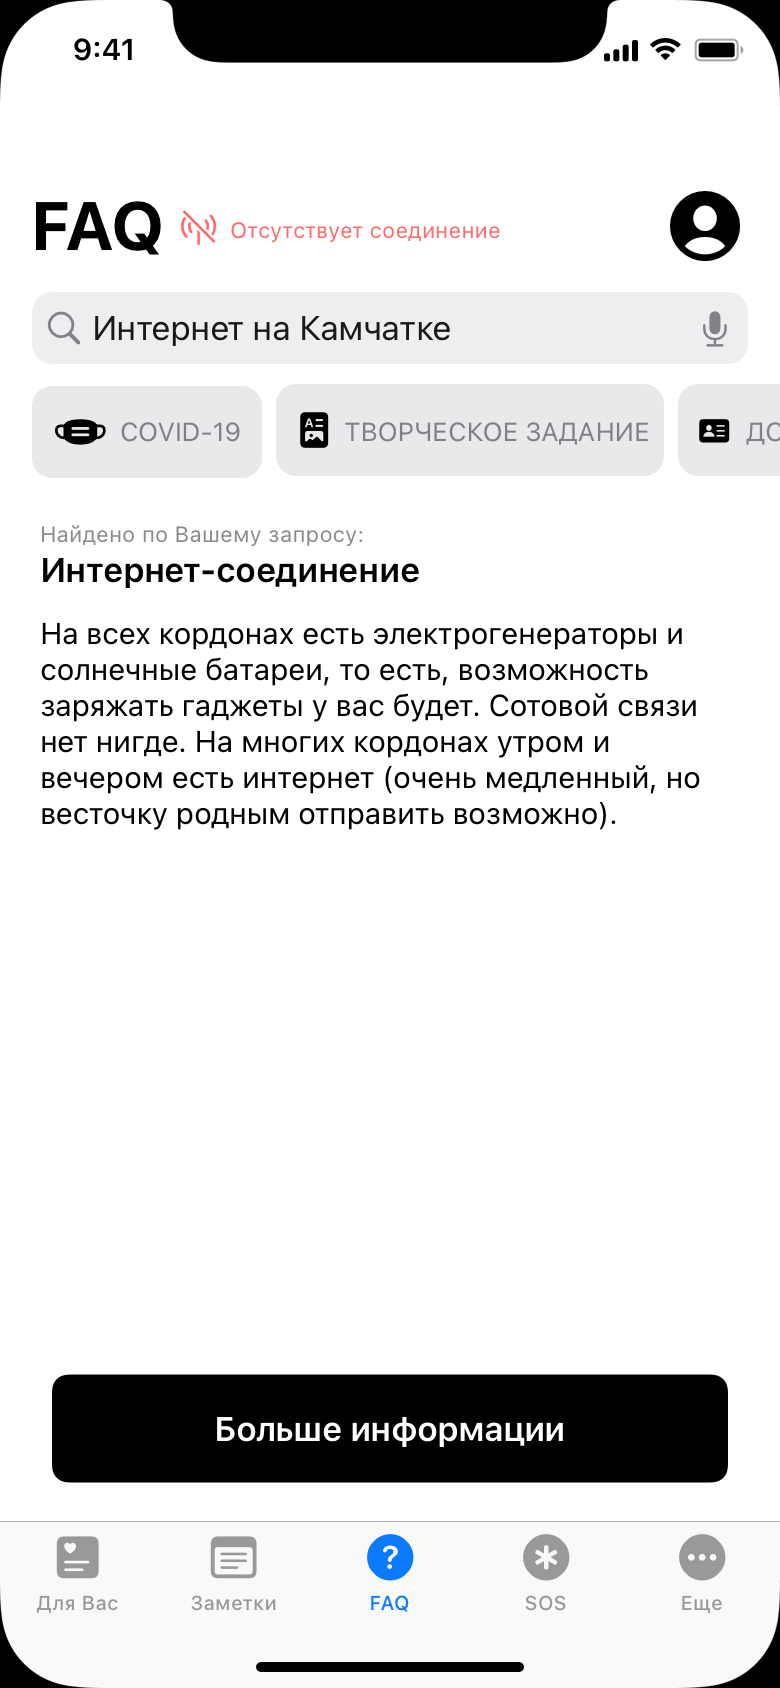 9:41
FAQ Отсутствует соединение
Интернет на Камчатке
COVID-19 ТВОРЧЕСКОЕ ЗАДАНИЕ ДО
Найдено по Вашему запросу:
Интернет-соединение
На всех кордонах есть электрогенераторы и
солнечные батареи, то есть, возможность
заряжать гаджеты у вас будет. Сотовой связи
нет нигде. На многих кордонах утром и
вечером есть интернет (очень медленный, но
весточку родным отправить возможно).
Больше информации
Для Вас Заметки FAQ SOS Еще